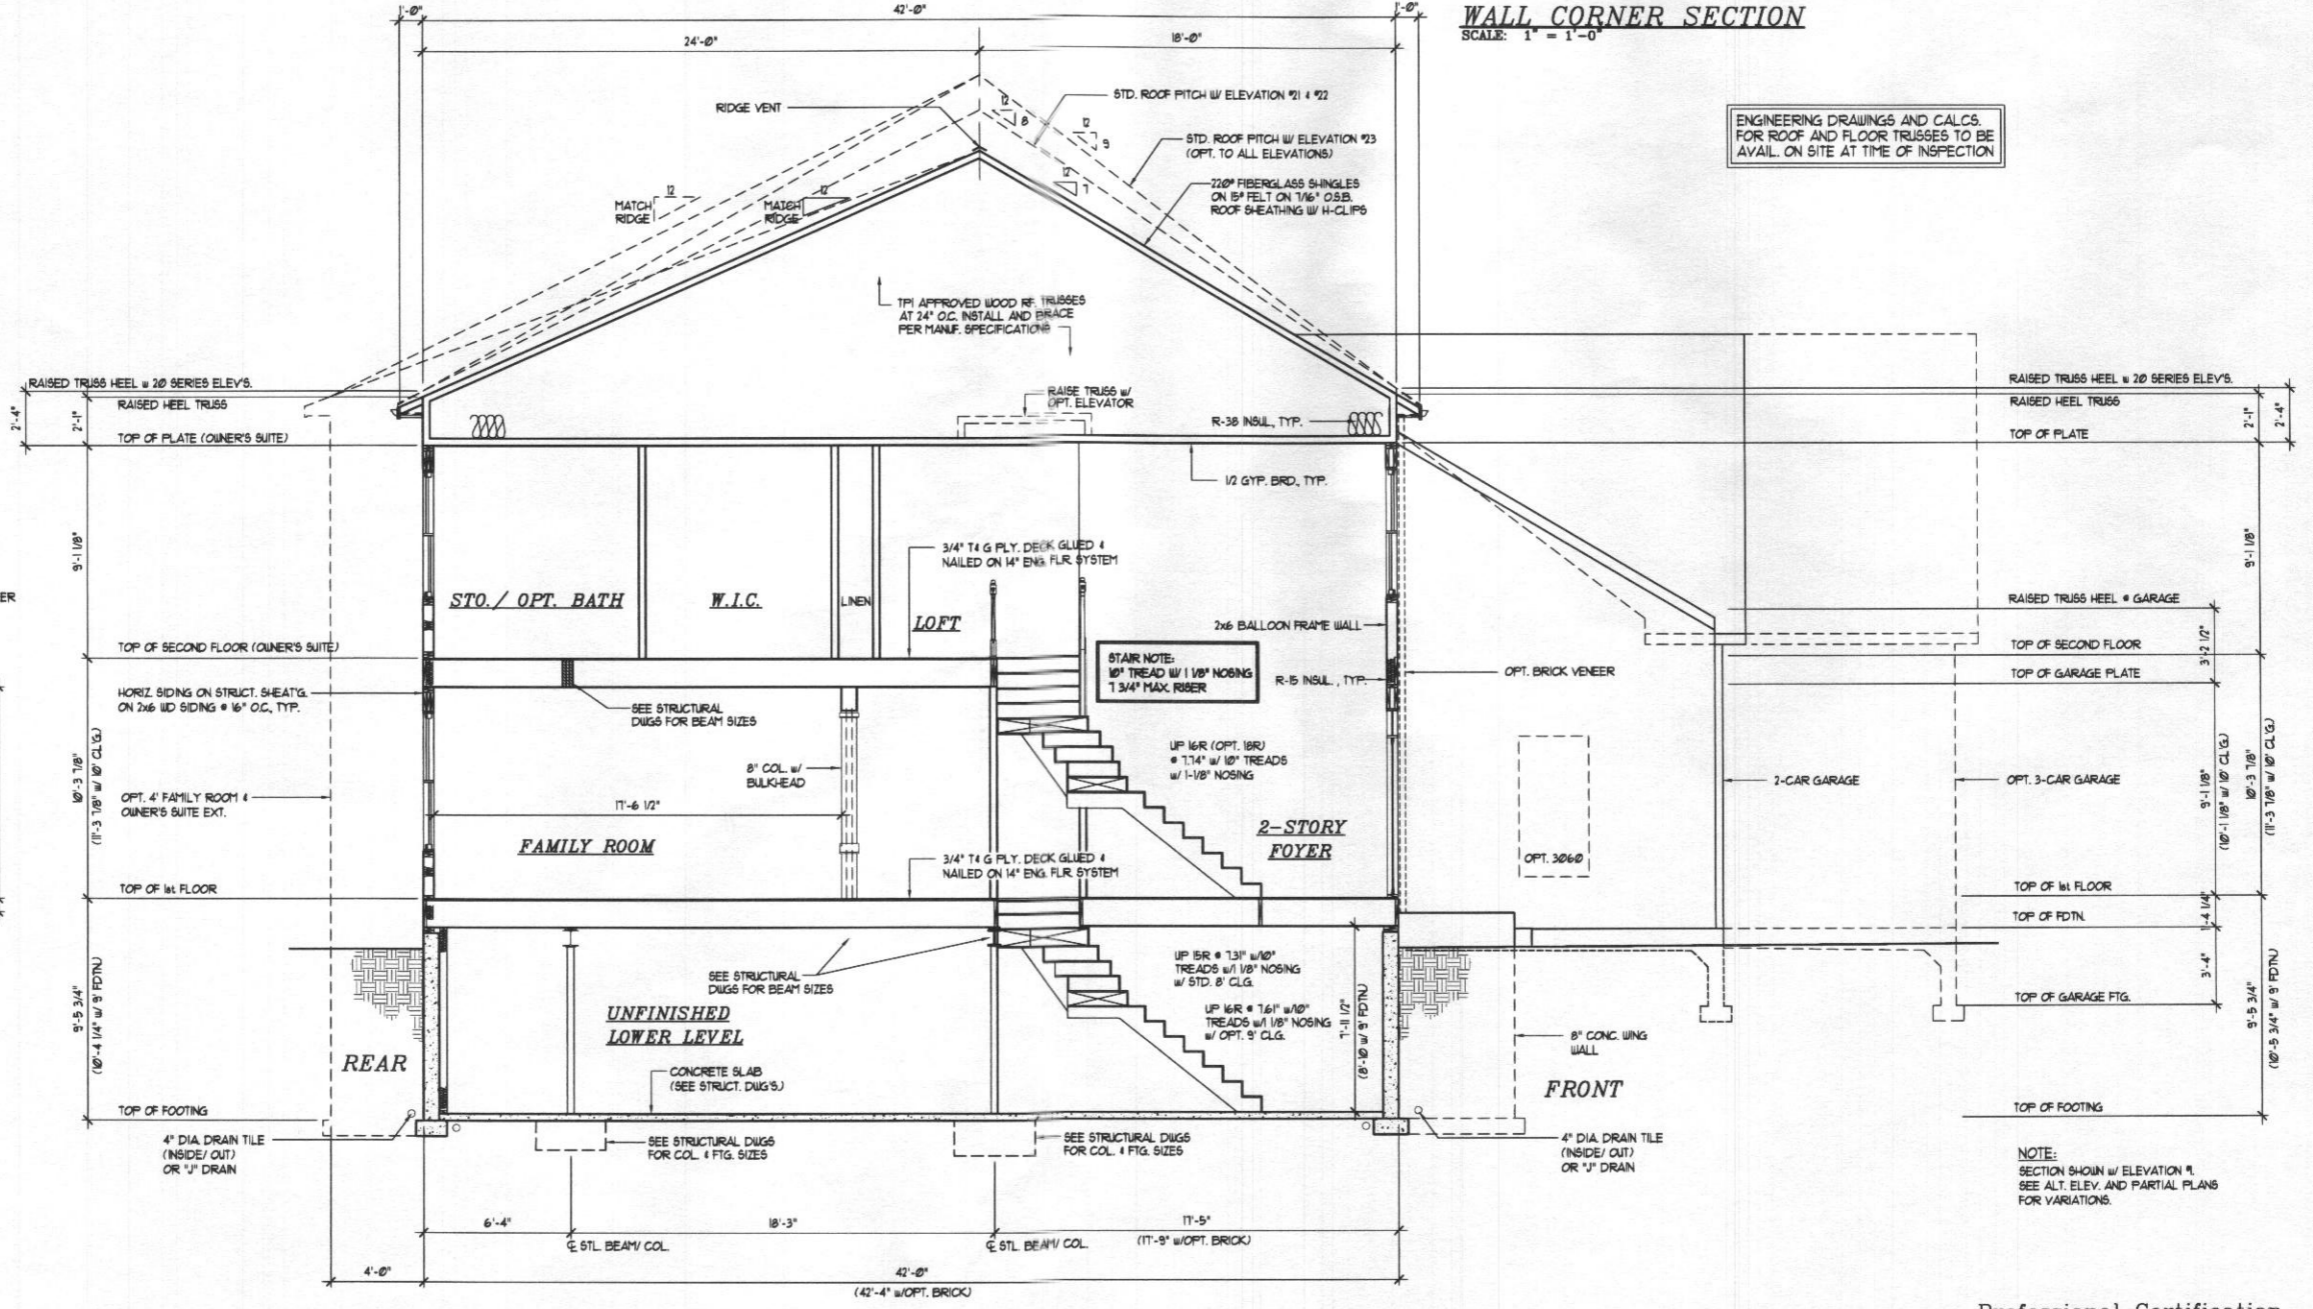 1'-0"
42'-0"
1'-0"
WALL CORNER SECTION
SCALE: 1" = 1'-0"
24'-0"
18'-0"
ENGINEERING DRAWINGS AND CALCS.
FOR ROOF AND FLOOR TRUSSES TO BE
AVAIL. ON SITE AT TIME OF INSPECTION
RIDGE VENT
STD. ROOF PITCH W/ ELEVATION #21 & #22
12
8
12
9
STD. ROOF PITCH W/ ELEVATION #23
(OPT. TO ALL ELEVATIONS)
12
7
220# FIBERGLASS SHINGLES
ON 15# FELT ON 7/16" O.S.B.
ROOF SHEATHING W/ H-CLIPS
12
MATCH
RIDGE
12
MATCH
RIDGE
TPI APPROVED WOOD RF. TRUSSES
AT 24" O.C. INSTALL AND BRACE
PER MANUF. SPECIFICATIONS
RAISED TRUSS HEEL w 20 SERIES ELEV'S.
RAISED HEEL TRUSS
TOP OF PLATE (OWNER'S SUITE)
2'-4"
2'-1"
RAISE TRUSS w/
OPT. ELEVATOR
R-38 INSUL., TYP.
RAISED TRUSS HEEL w 20 SERIES ELEV'S.
RAISED HEEL TRUSS
TOP OF PLATE
2'-1"
2'-4"
1/2 GYP. BRD., TYP.
9'-1 1/8"
9'-1 1/8"
3/4" T& G PLY. DECK GLUED &
NAILED ON 14" ENG. FLR. SYSTEM
ER
STO./ OPT. BATH
W.I.C.
LINEN
LOFT
2x6 BALLOON FRAME WALL
RAISED TRUSS HEEL @ GARAGE
TOP OF SECOND FLOOR (OWNER'S SUITE)
TOP OF SECOND FLOOR
3'-2 1/2"
STAIR NOTE:
10" TREAD W/ 1 1/8" NOSING
7 3/4" MAX. RISER
R-15 INSUL., TYP.
OPT. BRICK VENEER
TOP OF GARAGE PLATE
HORIZ. SIDING ON STRUCT. SHEAT'G.
ON 2x6 WD SIDING @ 16" O.C., TYP.
SEE STRUCTURAL
DWGS FOR BEAM SIZES
10'-3 7/8"
(11'-3 7/8" w/ 10' CL'G.)
8" COL. w/
BULKHEAD
UP 16R (OPT. 18R)
@ 7.74" w/ 10" TREADS
w/ 1-1/8" NOSING
2-CAR GARAGE
OPT. 3-CAR GARAGE
9'-1 1/8"
(10'-1 1/8" w/ 10' CL'G.)
10'-3 7/8"
(11'-3 7/8" w/ 10' CL'G.)
OPT. 4' FAMILY ROOM &
OWNER'S SUITE EXT.
17'-6 1/2"
FAMILY ROOM
2-STORY
FOYER
OPT. 3060
3/4" T& G PLY. DECK GLUED &
NAILED ON 14" ENG. FLR. SYSTEM
TOP OF 1st FLOOR
TOP OF 1st FLOOR
TOP OF FDTN.
1'-4 1/4"
SEE STRUCTURAL
DWGS FOR BEAM SIZES
UP 15R @ 7.31" w/10"
TREADS w/1 1/8" NOSING
w/ STD. 8' CLG.
UP 16R @ 7.61" w/10"
TREADS w/1 1/8" NOSING
w/ OPT. 9' CLG.
7'-11 1/2"
(8'-10 w/ 9' FDTN.)
3'-4"
TOP OF GARAGE FTG.
9'-5 3/4"
(10'-4 1/4" w/ 9' FDTN.)
9'-5 3/4"
(10'-5 3/4" w/ 9' FDTN.)
UNFINISHED
LOWER LEVEL
8" CONC. WING
WALL
REAR
CONCRETE SLAB
(SEE STRUCT. DWG'S.)
FRONT
TOP OF FOOTING
TOP OF FOOTING
4" DIA. DRAIN TILE
(INSIDE/ OUT)
OR "J" DRAIN
SEE STRUCTURAL DWGS
FOR COL. & FTG. SIZES
SEE STRUCTURAL DWGS
FOR COL. & FTG. SIZES
4" DIA. DRAIN TILE
(INSIDE/ OUT)
OR "J" DRAIN
NOTE:
SECTION SHOWN w/ ELEVATION
SEE ALT. ELEV. AND PARTIAL PLANS
FOR VARIATIONS.
6'-4"
18'-3"
17'-5"
℄ STL. BEAM/ COL.
℄ STL. BEAM/ COL.
(17'-9" w/OPT. BRICK)
4'-0"
42'-0"
(42'-4" w/OPT. BRICK)
Professional Certification